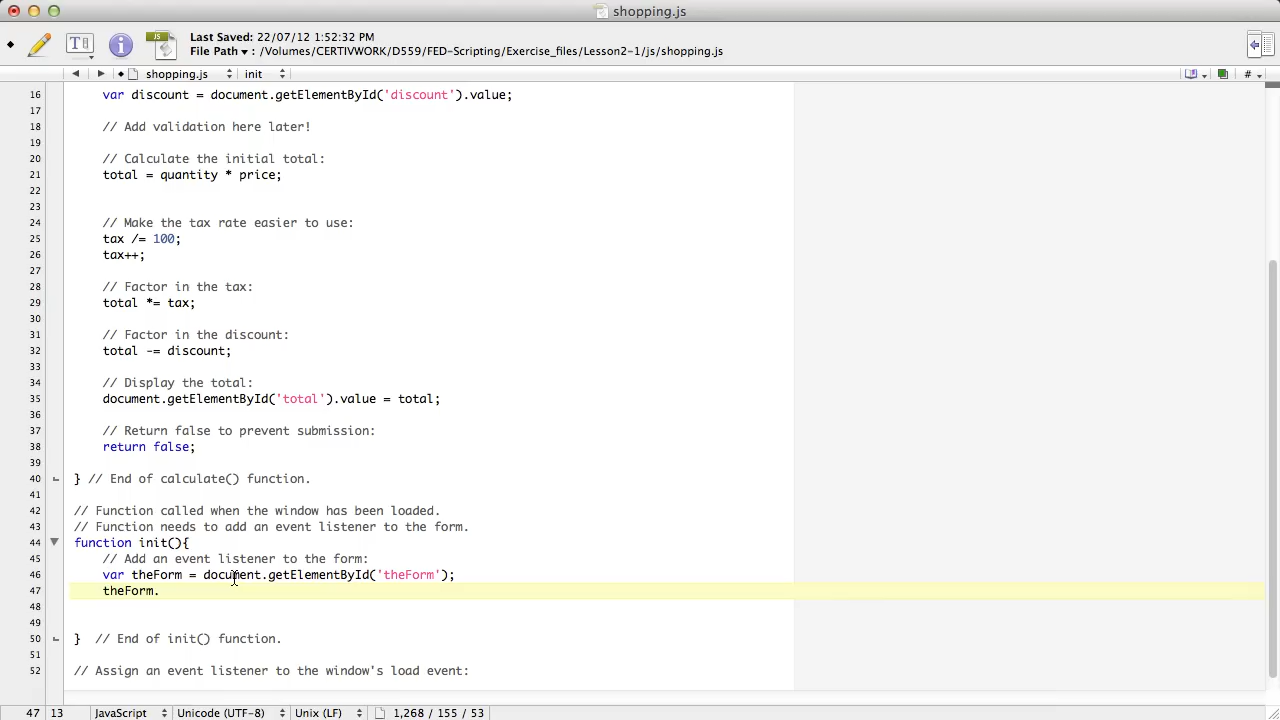 shopping.js
Last Saved: 22/07/12 1:52:32 PM
File Path ▾ : /Volumes/CERTIVWORK/D559/FED-Scripting/Exercise_files/Lesson2-1/js/shopping.js
shopping.js init #
16 var discount = document.getElementById('discount').value;
17
18 // Add validation here later!
19
20 // Calculate the initial total:
21 total = quantity * price;
22
23
24 // Make the tax rate easier to use:
25 tax /= 100;
26 tax++;
27
28 // Factor in the tax:
29 total *= tax;
30
31 // Factor in the discount:
32 total -= discount;
33
34 // Display the total:
35 document.getElementById('total').value = total;
36
37 // Return false to prevent submission:
38 return false;
39
40 } // End of calculate() function.
41
42 // Function called when the window has been loaded.
43 // Function needs to add an event listener to the form.
44 function init(){
45 // Add an event listener to the form:
46 var theForm = document.getElementById('theForm');
47 theForm.
48
49
50 } // End of init() function.
51
52 // Assign an event listener to the window's load event:
47 13 JavaScript Unicode (UTF-8) Unix (LF) 1,268 / 155 / 53